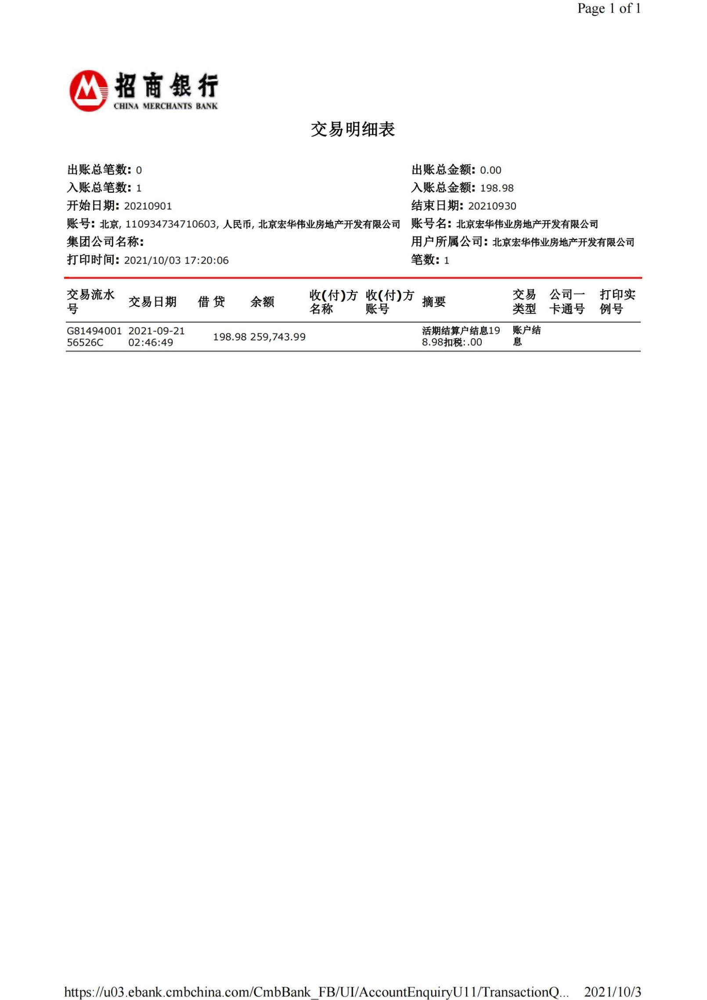 Page 1 of 1
招商银行
CHINA MERCHANTS BANK
交易明细表
出账总笔数: 0 出账总金额: 0.00
入账总笔数: 1 入账总金额: 198.98
开始日期: 20210901 结束日期: 20210930
账号: 北京, 110934734710603, 人民币, 北京宏华伟业房地产开发有限公司 账号名: 北京宏华伟业房地产开发有限公司
集团公司名称: 用户所属公司: 北京宏华伟业房地产开发有限公司
打印时间: 2021/10/03 17:20:06 笔数: 1
交易流水 收(付)方 收(付)方 交易 公司一 打印实
交易日期 借 贷 余额 摘要
号 名称 账号 类型 卡通号 例号
G81494001 2021-09-21 活期结算户结息19 账户结
198.98 259,743.99
56526C 02:46:49 8.98扣税:.00 息
https://u03.ebank.cmbchina.com/CmbBank_FB/UI/AccountEnquiryU11/TransactionQ... 2021/10/3